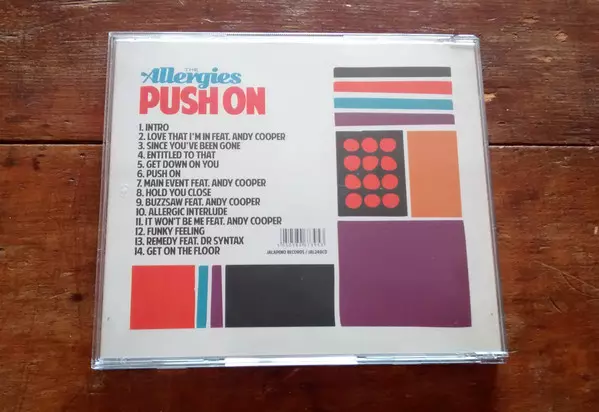 THE
Allergies
PUSH ON
1. INTRO
2. LOVE THAT I'M IN FEAT. ANDY COOPER
3. SINCE YOU'VE BEEN GONE
4. ENTITLED TO THAT
5. GET DOWN ON YOU
6. PUSH ON
7. MAIN EVENT FEAT. ANDY COOPER
8. HOLD YOU CLOSE
9. BUZZSAW FEAT. ANDY COOPER
10. ALLERGIC INTERLUDE
11. IT WON'T BE ME FEAT. ANDY COOPER
12. FUNKY FEELING
13. REMEDY FEAT. DR SYNTAX
14. GET ON THE FLOOR
JALAPENO RECORDS / JAL240CD